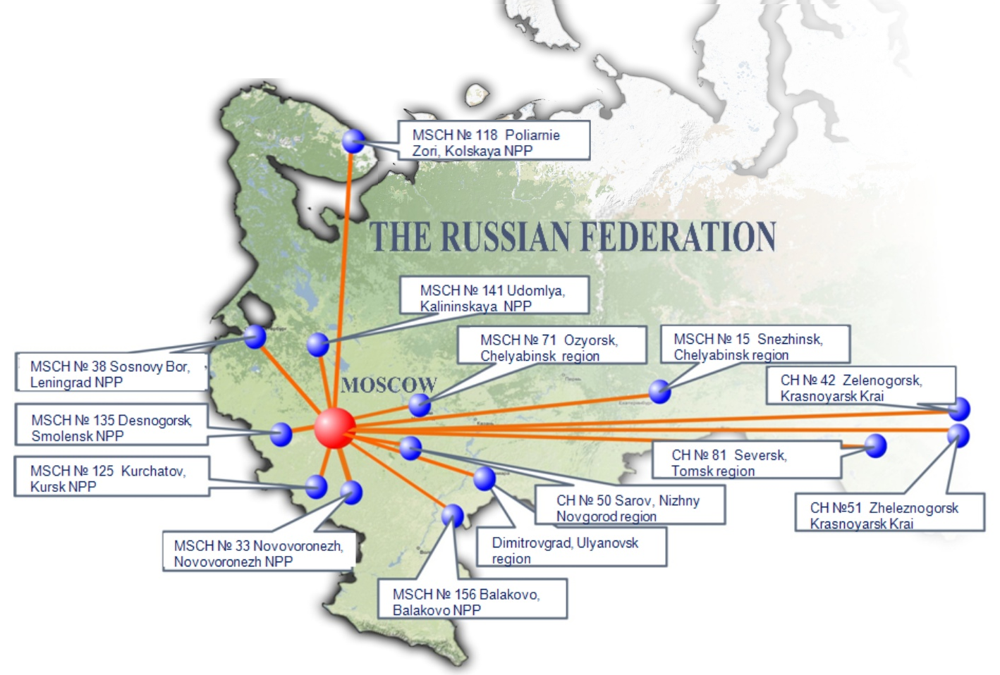 MSCH № 118 Poliarnie
Zori, Kolskaya NPP
THE RUSSIAN FEDERATION
MSCH № 141 Udomlya,
Kalininskaya NPP
MSCH № 71 Ozyorsk,
Chelyabinsk region
MSCH № 15 Snezhinsk,
Chelyabinsk region
MSCH № 38 Sosnovy Bor,
Leningrad NPP
MOSCOW
CH № 42 Zelenogorsk,
Krasnoyarsk Krai
MSCH № 135 Desnogorsk,
Smolensk NPP
MSCH № 125 Kurchatov,
Kursk NPP
CH № 81 Seversk,
Tomsk region
CH № 50 Sarov, Nizhny
Novgorod region
CH №51 Zheleznogorsk
Krasnoyarsk Krai
MSCH № 33 Novovoronezh,
Novovoronezh NPP
Dimitrovgrad, Ulyanovsk
region
MSCH № 156 Balakovo,
Balakovo NPP